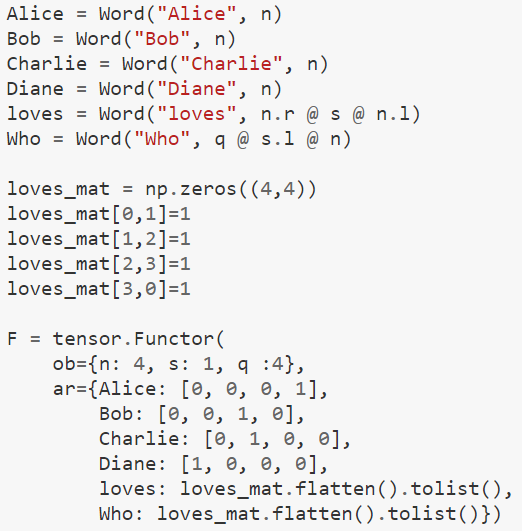 Alice = Word("Alice", n)
Bob = Word("Bob", n)
Charlie = Word("Charlie", n)
Diane = Word("Diane", n)
loves = Word("loves", n.r @ s @ n.l)
Who = Word("Who", q @ s.l @ n)

loves_mat = np.zeros((4,4))
loves_mat[0,1]=1
loves_mat[1,2]=1
loves_mat[2,3]=1
loves_mat[3,0]=1

F = tensor.Functor(
    ob={n: 4, s: 1, q :4},
    ar={Alice: [0, 0, 0, 1],
        Bob: [0, 0, 1, 0],
        Charlie: [0, 1, 0, 0],
        Diane: [1, 0, 0, 0],
        loves: loves_mat.flatten().tolist(),
        Who: loves_mat.flatten().tolist()})